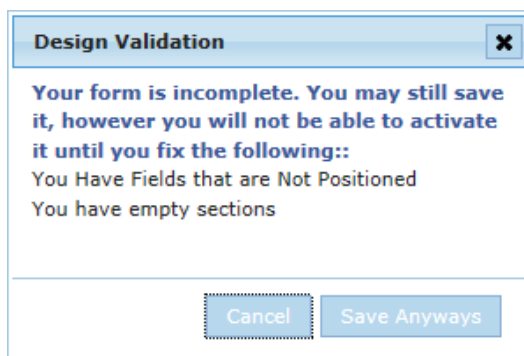 Design Validation
Your form is incomplete. You may still save
it, however you will not be able to activate
it until you fix the following::
You Have Fields that are Not Positioned
You have empty sections
Cancel Save Anyways